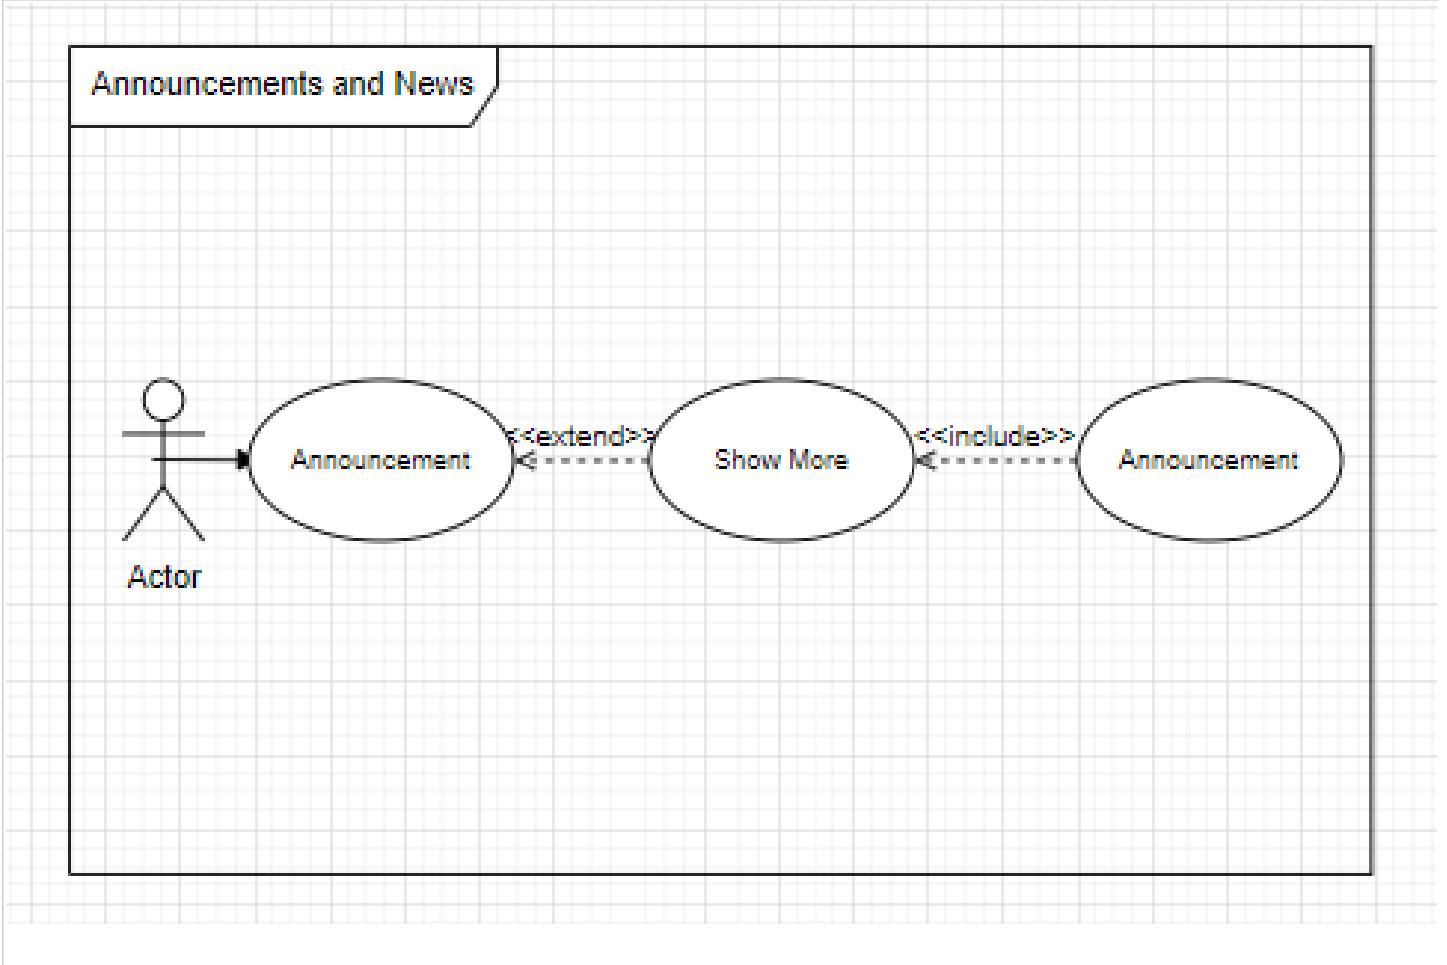 Announcements and News
<<extend>>
<<include>>
Announcement
Show More
Announcement
Actor